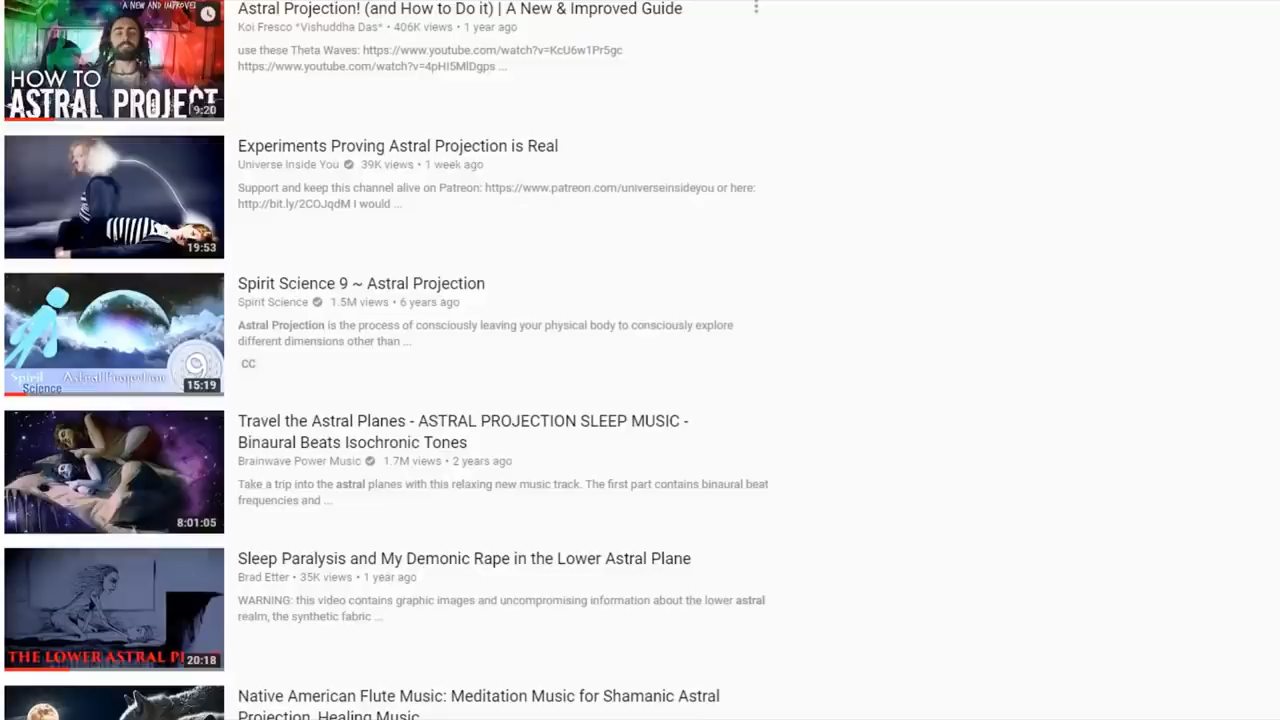 'A NEW AND IMPROVED
Astral Projection! (and How to Do it) | A New & Improved Guide
Koi Fresco *Vishuddha Das* • 406K views • 1 year ago
use these Theta Waves: https://www.youtube.com/watch?v=KcU6w1Pr5gc
https://www.youtube.com/watch?v=4pHI5MlDgps ...
HOW TO
ASTRAL PROJECT
9:20
Experiments Proving Astral Projection is Real
Universe Inside You 39K views • 1 week ago
Support and keep this channel alive on Patreon: https://www.patreon.com/universeinsideyou or here:
http://bit.ly/2COJqdM I would ...
19:53
Spirit Science 9 ~ Astral Projection
Spirit Science 1.5M views • 6 years ago
Astral Projection is the process of consciously leaving your physical body to consciously explore
different dimensions other than ...
CC
9
Spirit Astral Projection
Science
15:19
Travel the Astral Planes - ASTRAL PROJECTION SLEEP MUSIC -
Binaural Beats Isochronic Tones
Brainwave Power Music 1.7M views • 2 years ago
Take a trip into the astral planes with this relaxing new music track. The first part contains binaural beat
frequencies and ...
8:01:05
Sleep Paralysis and My Demonic Rape in the Lower Astral Plane
Brad Etter • 35K views • 1 year ago
WARNING: this video contains graphic images and uncompromising information about the lower astral
realm, the synthetic fabric ...
THE LOWER ASTRAL
20:18
Native American Flute Music: Meditation Music for Shamanic Astral
Projection, Healing Music